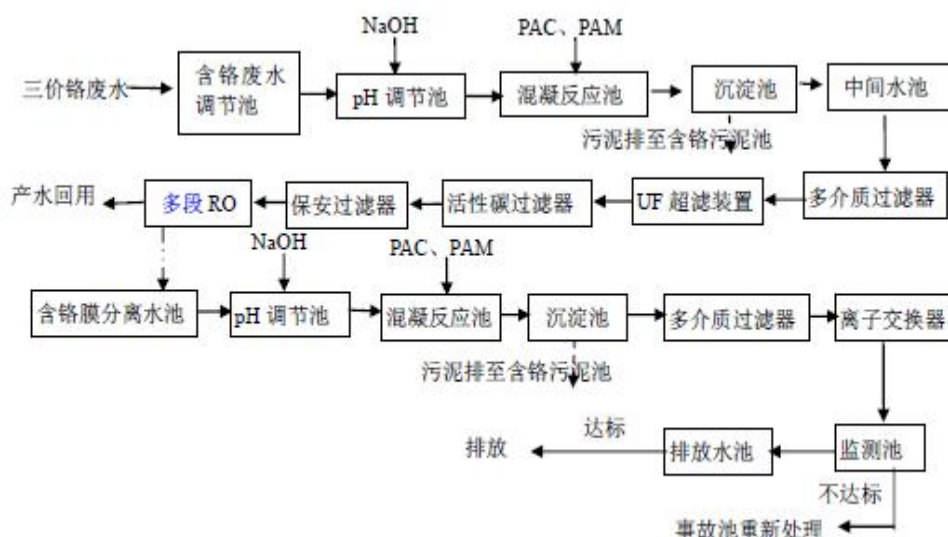 NaOH
PAC、PAM
三价铬废水
含铬废水
调节池
pH 调节池
混凝反应池
沉淀池
中间水池
污泥排至含铬污泥池
产水回用
多段 RO
保安过滤器
活性碳过滤器
UF 超滤装置
多介质过滤器
NaOH
PAC、PAM
含铬膜分离水池
pH 调节池
混凝反应池
沉淀池
多介质过滤器
离子交换器
污泥排至含铬污泥池
排放
达标
排放水池
监测池
不达标
事故池重新处理